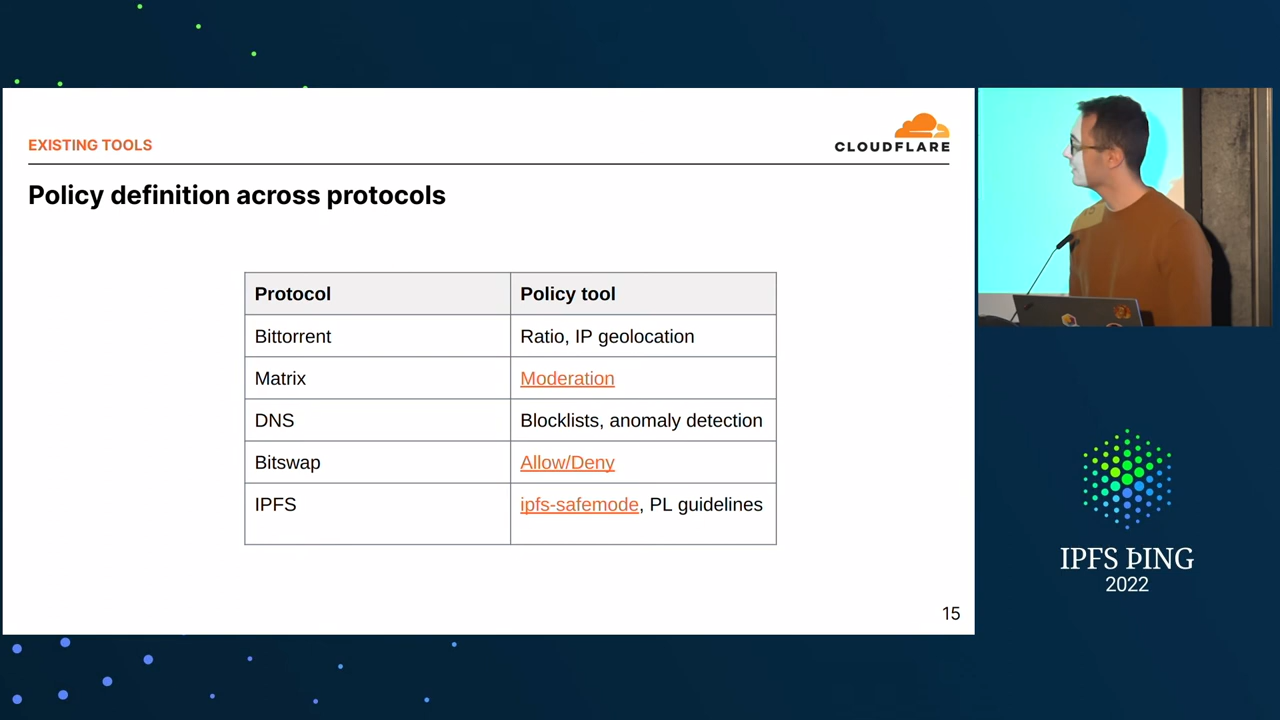 EXISTING TOOLS
CLOUDFLARE
Policy definition across protocols
Protocol Policy tool
Bittorrent Ratio, IP geolocation
Matrix Moderation
DNS Blocklists, anomaly detection
Bitswap Allow/Deny
IPFS ipfs-safemode, PL guidelines
15
IPFS ÞING
2022